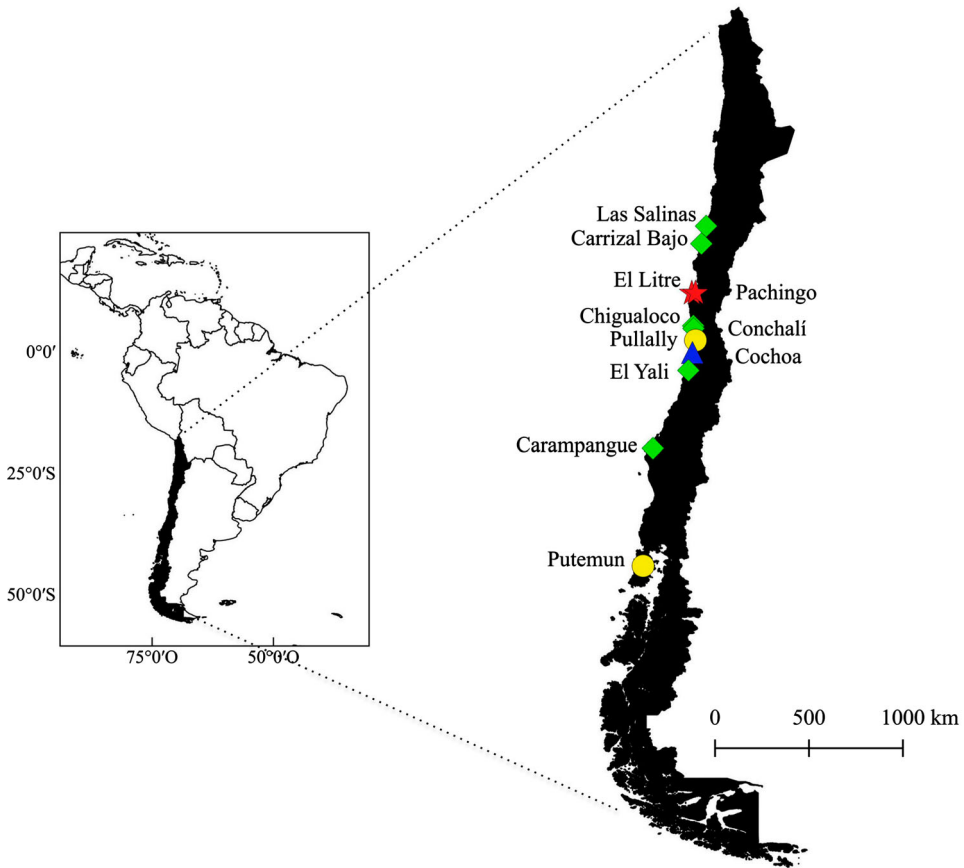 Las Salinas
Carrizal Bajo
El Litre
Pachingo
Chigualoco
Conchalí
Pullally
Cochoa
El Yali
Carampangue
Putemun
0°0′
25°0′S
50°0′S
75°0′O
50°0′O
0 500 1000 km